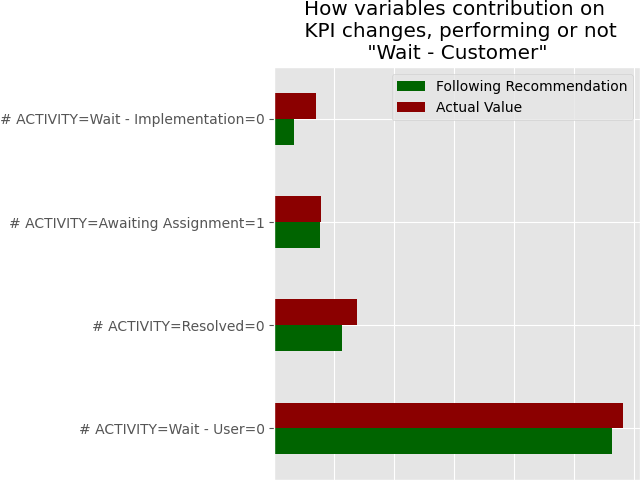 How variables contribution on
KPI changes, performing or not
"Wait - Customer"
Following Recommendation
Actual Value
# ACTIVITY=Wait - Implementation=0
# ACTIVITY=Awaiting Assignment=1
# ACTIVITY=Resolved=0
# ACTIVITY=Wait - User=0